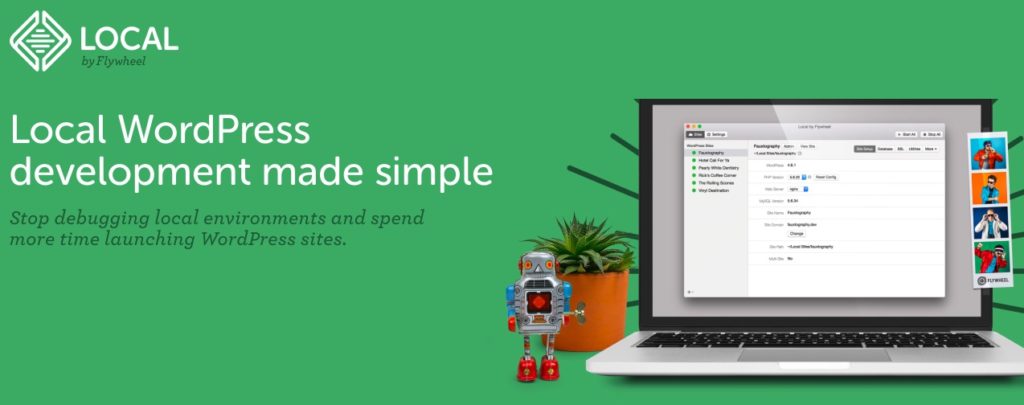 LOCAL
by Flywheel
Local WordPress
development made simple
Stop debugging local environments and spend
more time launching WordPress sites.
Local by Flywheel
Sites
Settings
Start All
Stop All
WordPress Sites
Fauxtography
Hotel Cat For Ya
Pearly White Dentistry
Rick's Coffee Corner
The Rolling Scones
Vinyl Destination
Fauxtography
Admin
View Site
~/Local Sites/fauxtography
Site Setup
Database
SSL
Utilities
More
WordPress
4.8.1
PHP Version
5.6.20
Reset Config
Web Server
nginx
MySQL Version
5.6.34
Site Name
Fauxtography
Site Domain
fauxtography.dev
Change
Site Path
~/Local Sites/fauxtography
Multi-Site
No
FLYWHEEL